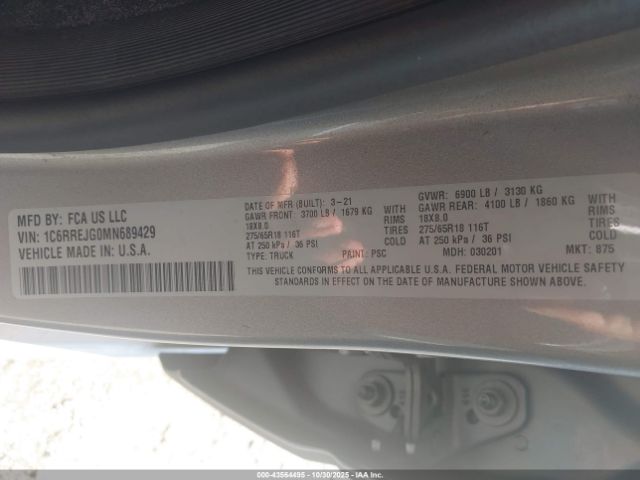 MFD BY: FCA US LLC
VIN: 1C6RREJG0MN689429
VEHICLE MADE IN: U.S.A.
DATE OF MFR (BUILT): 3-21
GAWR FRONT: 3700 LB / 1679 KG
18X8.0 TIRES
275/65R18 116T
AT 250 kPa / 36 PSI COLD
TYPE: TRUCK PAINT: PSC
GVWR: 6900 LB / 3130 KG
GAWR REAR: 4100 LB / 1860 KG
18X8.0 WITH
275/65R18 116T TIRES
RIMS
AT 250 kPa / 36 PSI COLD
MDH: 030201 MKT: 875
THIS VEHICLE CONFORMS TO ALL APPLICABLE U.S.A. FEDERAL MOTOR VEHICLE SAFETY
STANDARDS IN EFFECT ON THE DATE OF MANUFACTURE SHOWN ABOVE.
000-43564495 - 10/30/2025 - IAAI.com